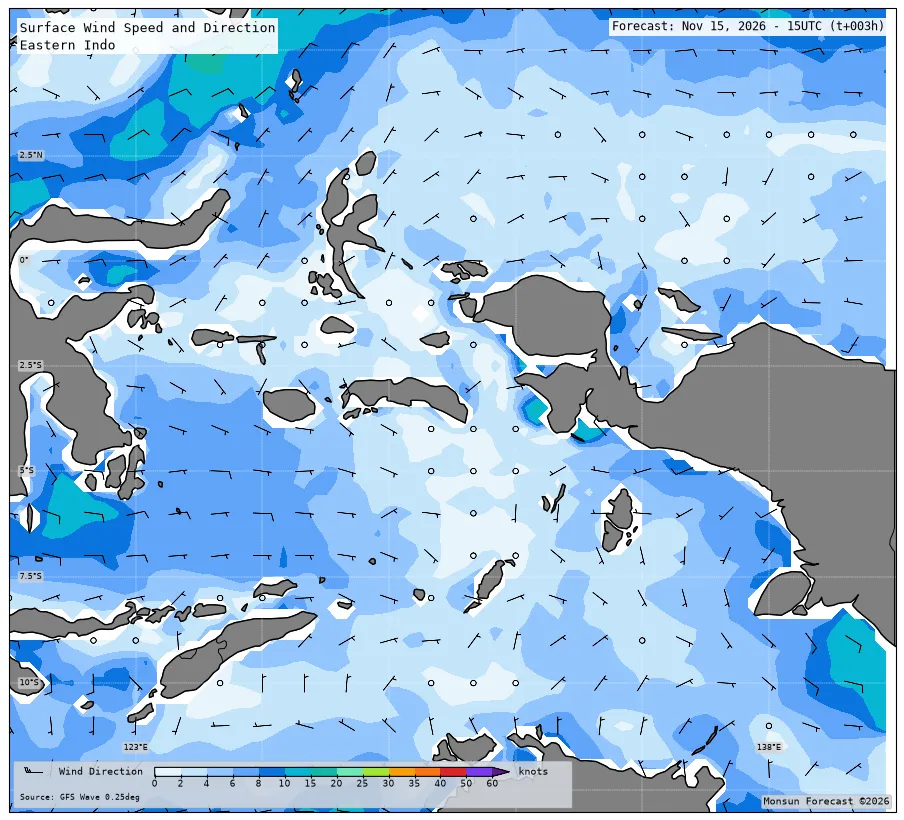 Surface Wind Speed and Direction
Eastern Indo
Forecast: Nov 15, 2026 - 15UTC (t+003h)
2.5°N
0°
2.5°S
5°S
7.5°S
10°S
123°E
138°E
Wind Direction
knots
0 2 4 6 8 10 15 20 25 30 35 40 50 60
Source: GFS Wave 0.25deg
Monsun Forecast ©2026